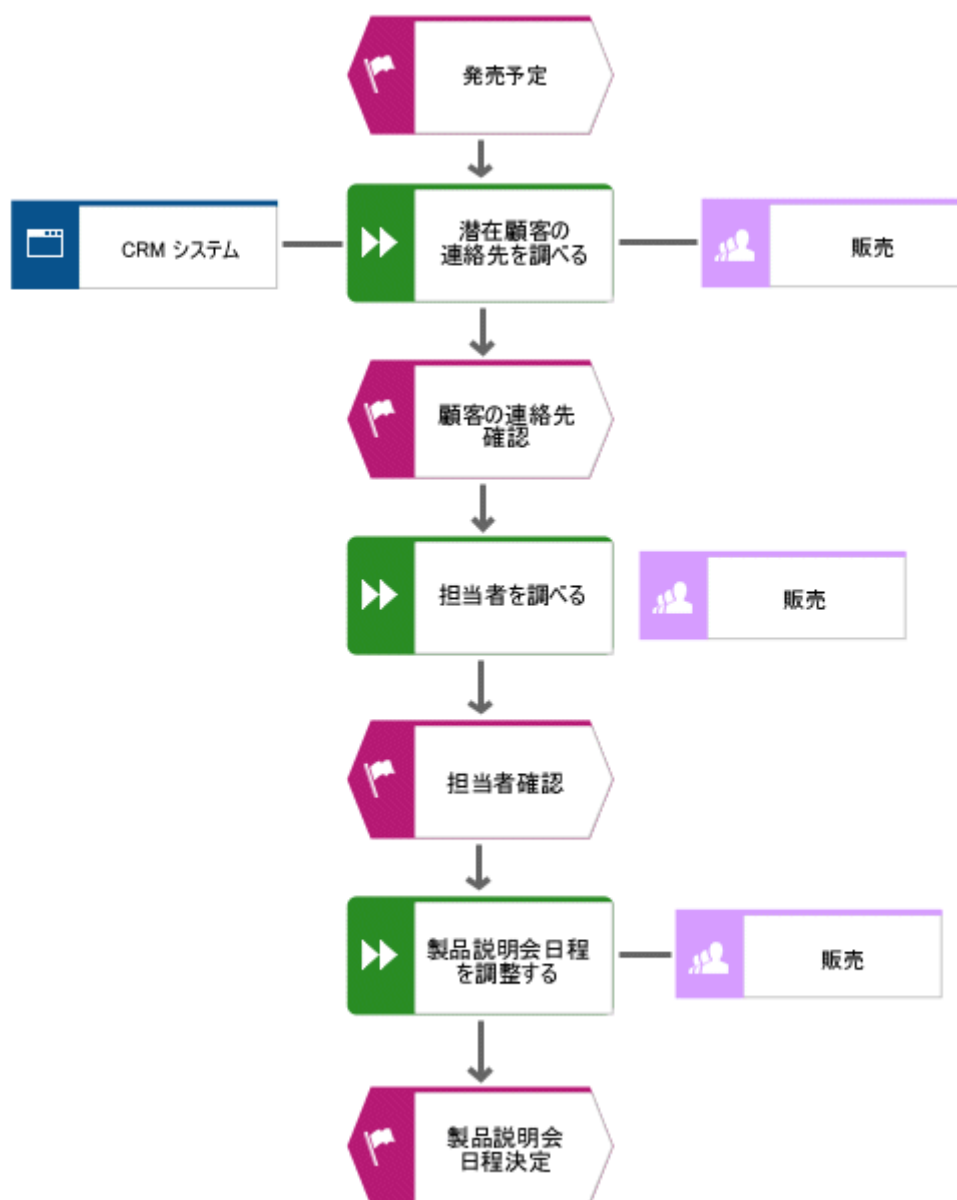 発売予定
CRM システム
潜在顧客の
連絡先を調べる
販売
顧客の連絡先
確認
担当者を調べる
販売
担当者確認
製品説明会日程
を調整する
販売
製品説明会
日程決定